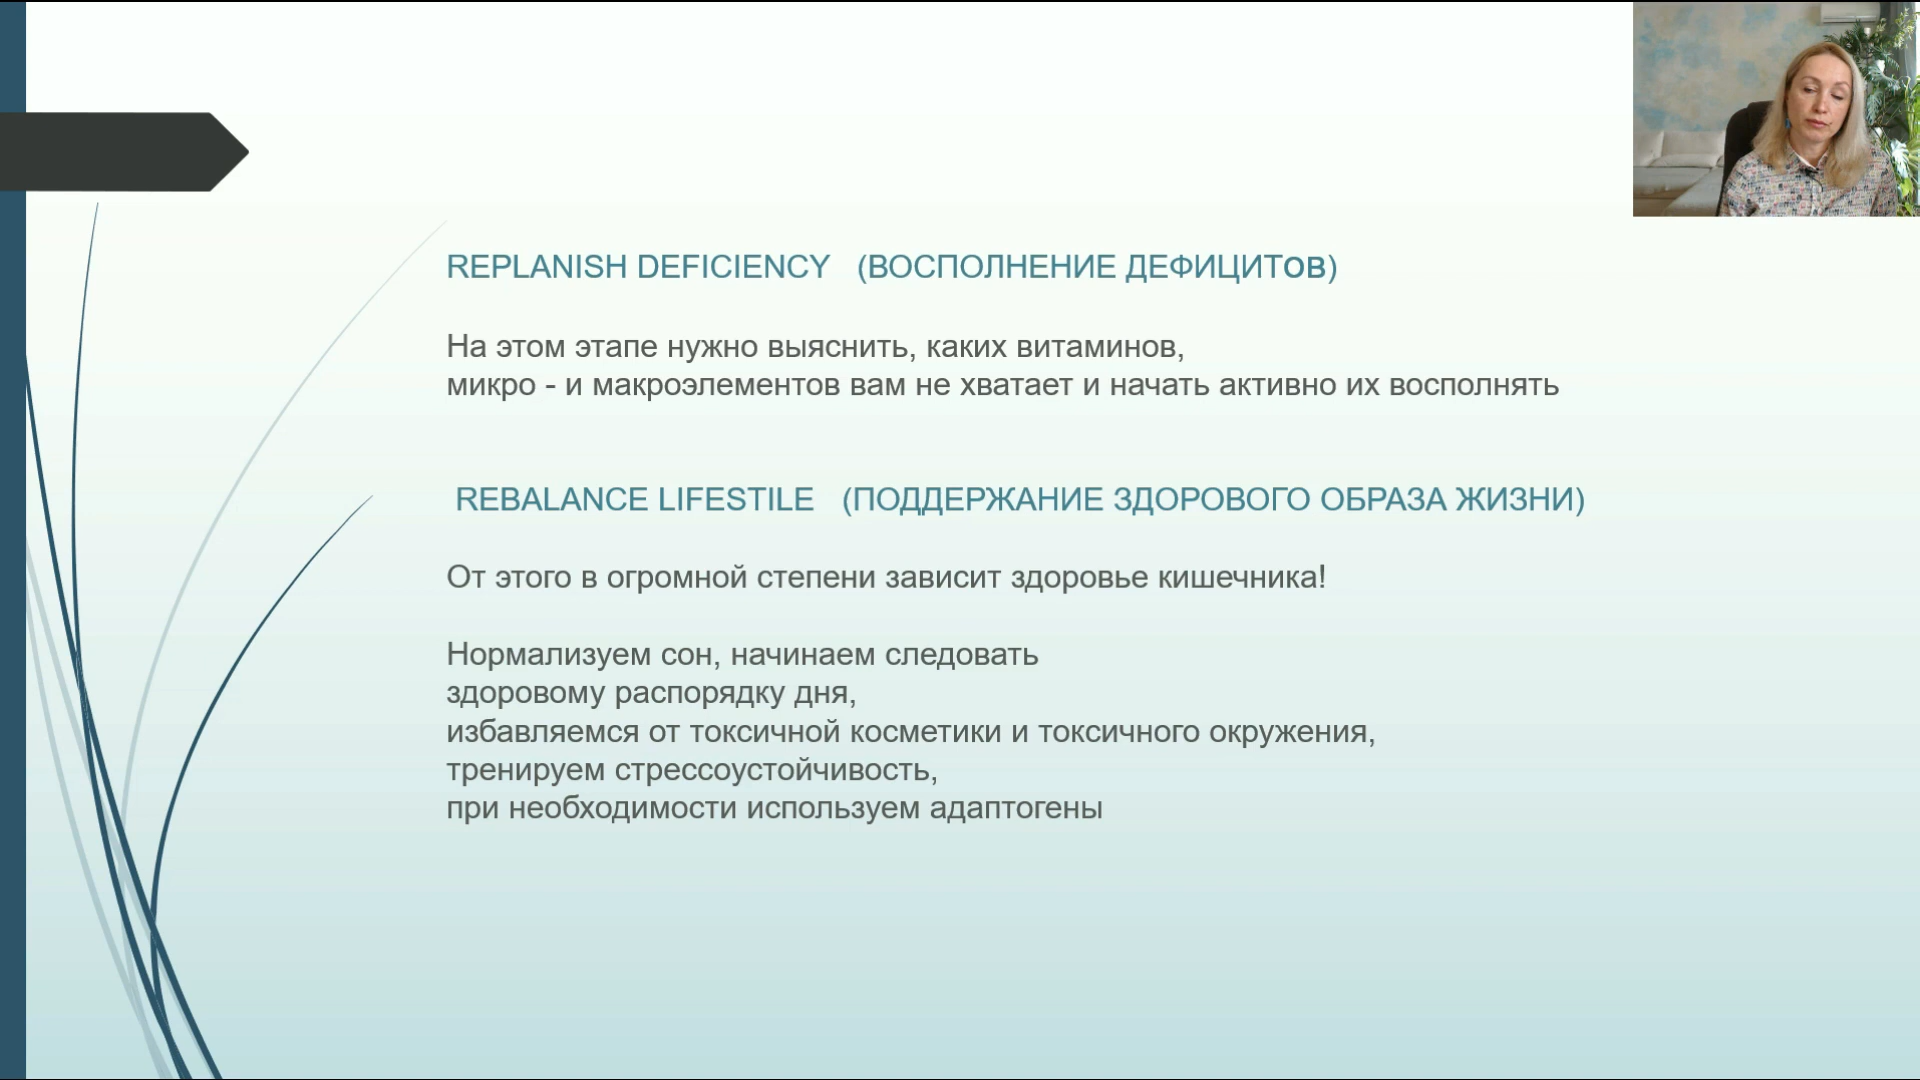 REPLANISH DEFICIENCY (ВОСПОЛНЕНИЕ ДЕФИЦИТОВ)
На этом этапе нужно выяснить, каких витаминов,
микро - и макроэлементов вам не хватает и начать активно их восполнять
REBALANCE LIFESTILE (ПОДДЕРЖАНИЕ ЗДОРОВОГО ОБРАЗА ЖИЗНИ)
От этого в огромной степени зависит здоровье кишечника!
Нормализуем сон, начинаем следовать
здоровому распорядку дня,
избавляемся от токсичной косметики и токсичного окружения,
тренируем стрессоустойчивость,
при необходимости используем адаптогены